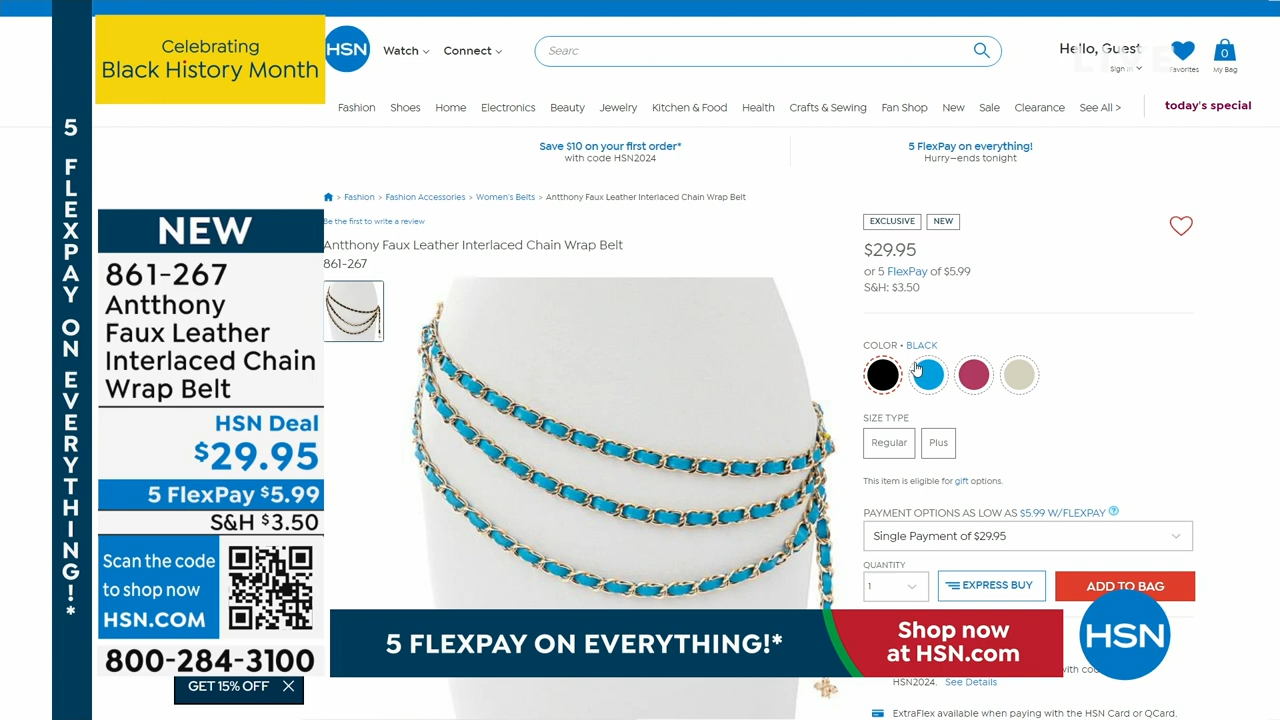 5 FLEXPAY ON EVERYTHING!*
Celebrating
Black History Month
HSN
Watch
Connect
Searc
LIVE
Hello, Guest
Sign In
Favorites
0
My Bag
Fashion
Shoes
Home
Electronics
Beauty
Jewelry
Kitchen & Food
Health
Crafts & Sewing
Fan Shop
New
Sale
Clearance
See All >
today's special
Save $10 on your first order*
with code HSN2024
5 FlexPay on everything!
Hurry—ends tonight
> Fashion > Fashion Accessories > Women's Belts > Antthony Faux Leather Interlaced Chain Wrap Belt
Be the first to write a review
Antthony Faux Leather Interlaced Chain Wrap Belt
861-267
NEW
861-267
Antthony
Faux Leather
Interlaced Chain
Wrap Belt
HSN Deal
$29.95
5 FlexPay $5.99
S&H $3.50
Scan the code
to shop now
HSN.COM
800-284-3100
GET 15% OFF
EXCLUSIVE
NEW
$29.95
or 5 FlexPay of $5.99
S&H: $3.50
COLOR • BLACK
SIZE TYPE
Regular
Plus
This item is eligible for gift options.
PAYMENT OPTIONS AS LOW AS $5.99 W/FLEXPAY
Single Payment of $29.95
QUANTITY
1
EXPRESS BUY
ADD TO BAG
5 FLEXPAY ON EVERYTHING!*
Shop now
at HSN.com
HSN
with
HSN2024. See Details
ExtraFlex available when paying with the HSN Card or QCard.